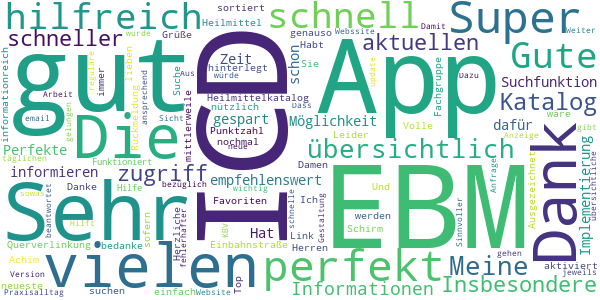 hilfreich
schnell
Super
schneller
aktuellen
gut
ICD
App
Gute
Suchfunktion
Katalog
Die
Zeit
schon
Heilmittel
sortiert
Grüße
genauso
Habt
Webssite
Damit
Weiter
informationreich
immer
Arbeit
wurde
reguläre
Rückmeldung
lieben
ansprechend
Suche
Aus
hinterlegt
würde
Heilmittelkatalog
Sie
Dass
update
Fachgruppe
Dazu
nützlich
gespart
Möglichkeit
dafür
Punktzahl
nochmal
neue
Leider
Volle
Anzeige
ware
gibt
email
gelungen
Sicht
mittlerweile
Perfekte
Funktioniert
übersichtlich
Implementierung
Dank
informieren
zugriff
empfehlenswert
Damen
Und
Ausgezeichnet
übersichtliche
täglichen
Danke
Hilfe
bezüglich
wichtig
schnelle
Ich
Anfrage
Sehr
EBM
sowas
beantwortet
Hilft
sofern
Herzliche
fehlerhafter
Favoriten
KBV
Hat
Link
Gestaltung
werden
Schirm
Sinnvoller
Querverlinkung
bedanke
Einbahnstraße
Herren
Achim
vielen
perfekt
Meine
aktiviert
neueste
Version
Top
Informationen
Insbesondere
gehen
jeweils
Praxisalltag
suchen
einfach
Website